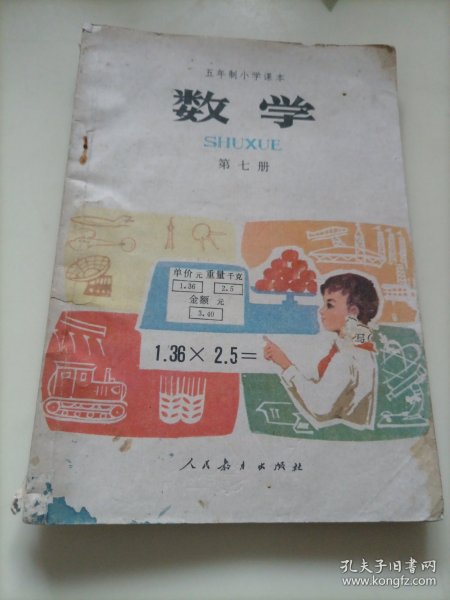 五年制小学课本
数学
SHUXUE
第七册
单价元 重量千克
1.36 2.5
金额 元
3.40
1.36 × 2.5 =
人民教育出版社
孔夫子旧书网
www.kongfz.com